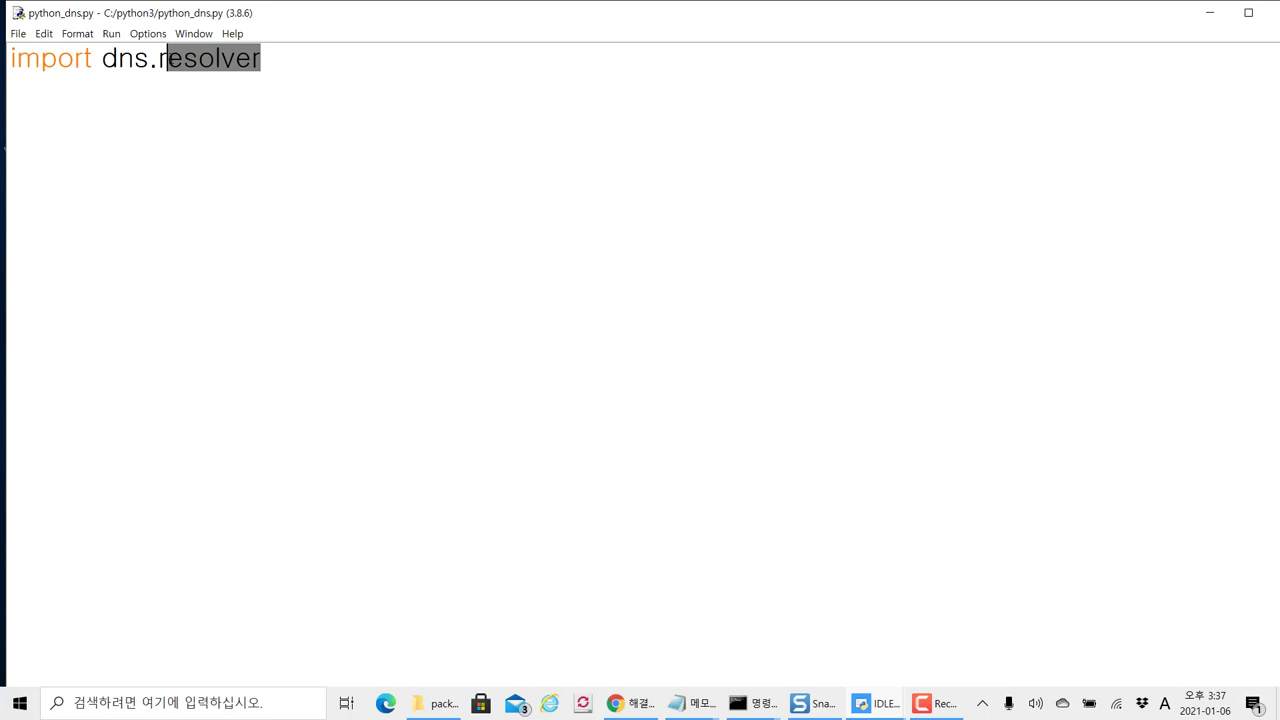 python_dns.py - C:/python3/python_dns.py (3.8.6)
File Edit Format Run Options Window Help
import dns.resolver
검색하려면 여기에 입력하십시오.
pack...
3
해결...
메모...
명령...
S Sna...
IDLE...
Rec...
A
오후 3:37
2021-01-06
1